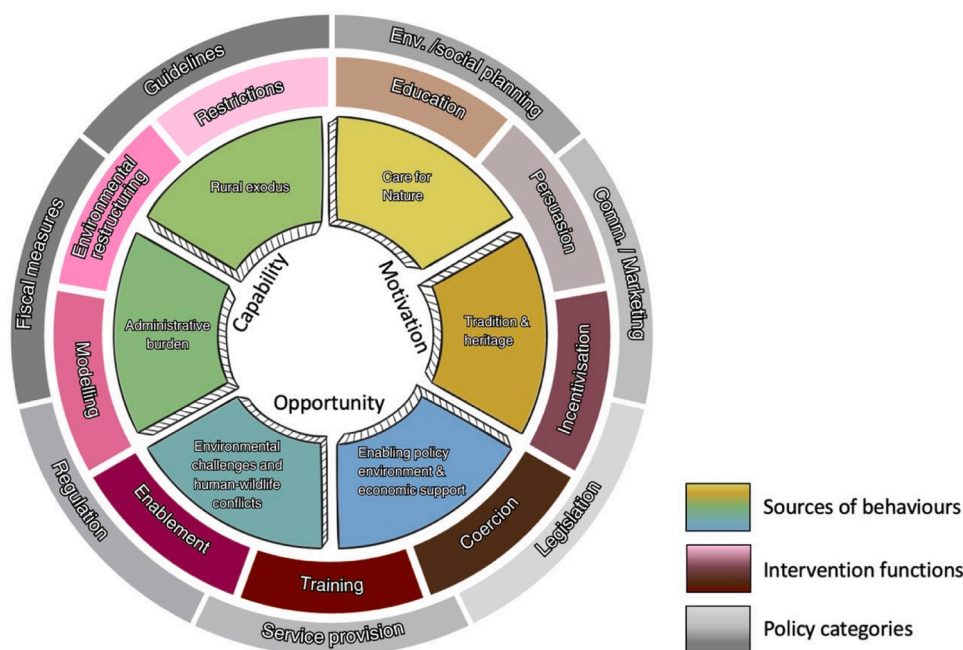 Guidelines
Env. /social planning
Restrictions
Education
Environmental
restructuring
Rural exodus
Care for
Nature
Persuasion
Comm. / Marketing
Fiscal measures
Capability
Motivation
Modelling
Administrative
burden
Tradition &
heritage
Incentivisation
Opportunity
Environmental
challenges and
human-wildlife
conflicts
Enabling policy
environment &
economic support
Regulation
Enablement
Training
Coercion
Legislation
Service provision
Sources of behaviours
Intervention functions
Policy categories